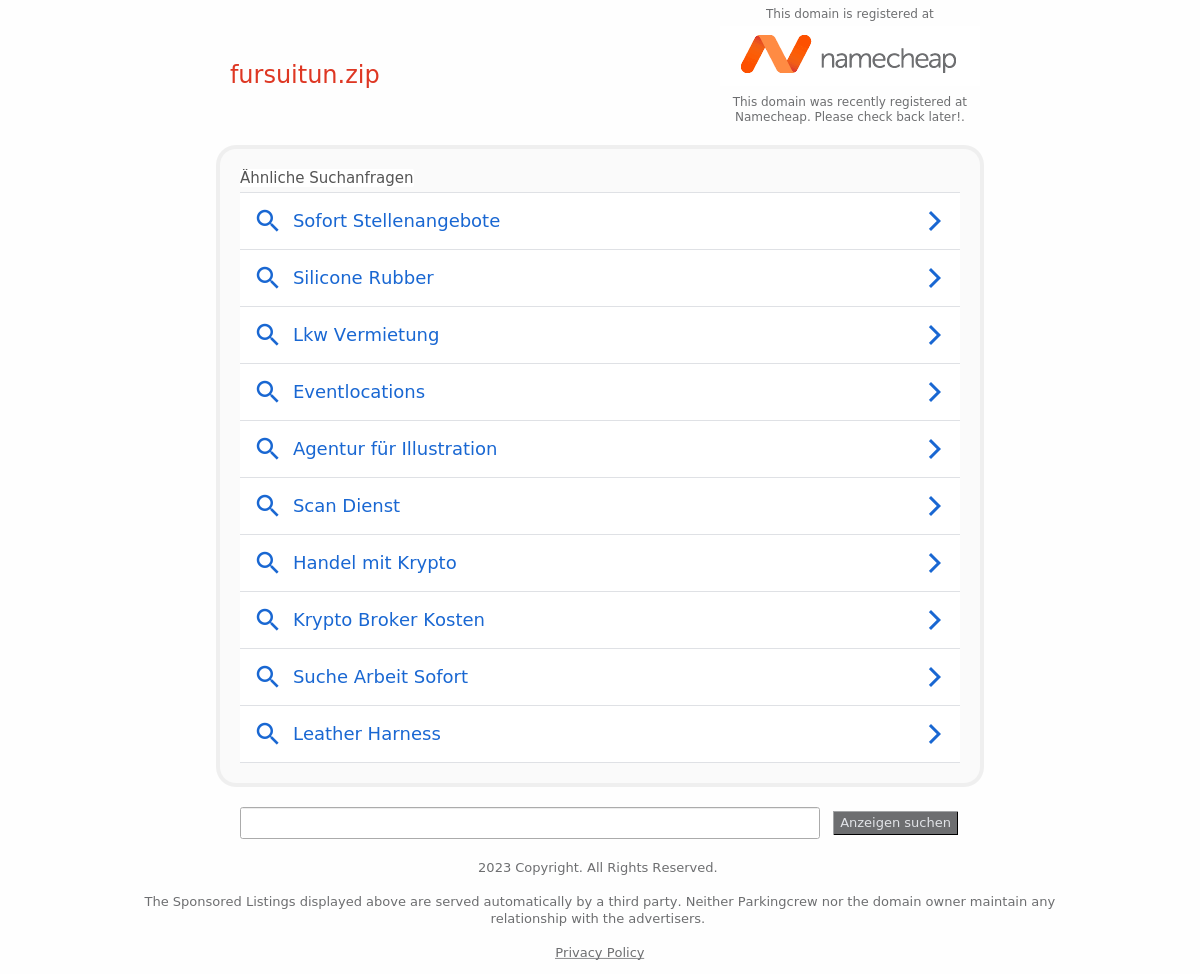 This domain is registered at
namecheap
fursuitun.zip
This domain was recently registered at
Namecheap. Please check back later!.
Ähnliche Suchanfragen
Sofort Stellenangebote
Silicone Rubber
Lkw Vermietung
Eventlocations
Agentur für Illustration
Scan Dienst
Handel mit Krypto
Krypto Broker Kosten
Suche Arbeit Sofort
Leather Harness
Anzeigen suchen
2023 Copyright. All Rights Reserved.
The Sponsored Listings displayed above are served automatically by a third party. Neither Parkingcrew nor the domain owner maintain any
relationship with the advertisers.
Privacy Policy